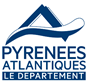 PYRENEES
ATLANTIQUES
LE DEPARTEMENT